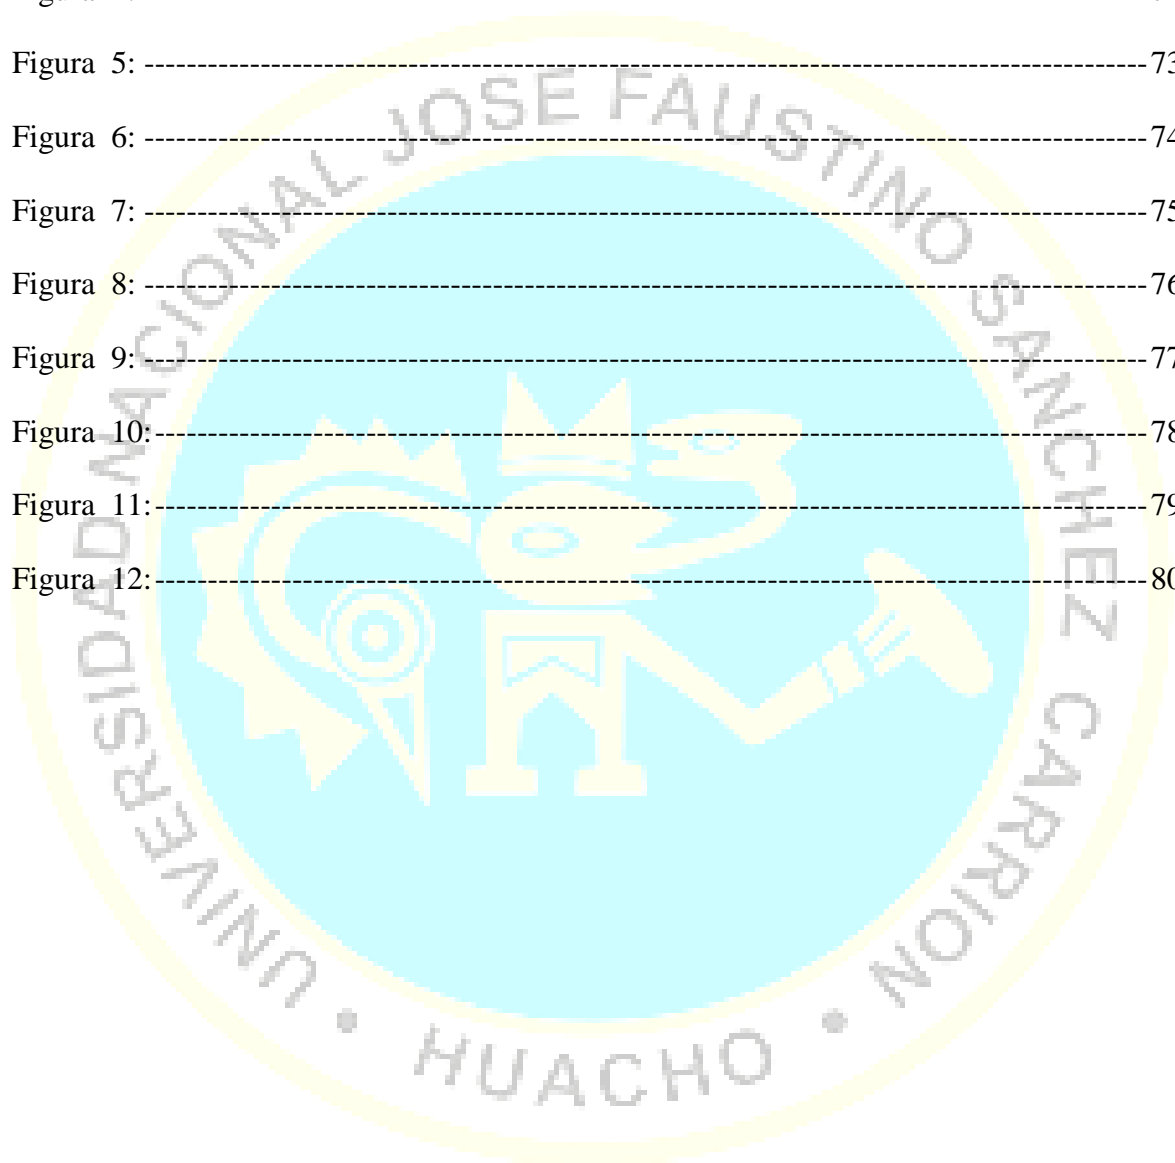 Figura 5: 73
Figura 6: 74
Figura 7: 75
Figura 8: 76
Figura 9: 77
Figura 10: 78
Figura 11: 79
Figura 12: 80
UNIVERSIDAD NACIONAL JOSE FAUSTINO SANCHEZ CARRION • HUACHO •